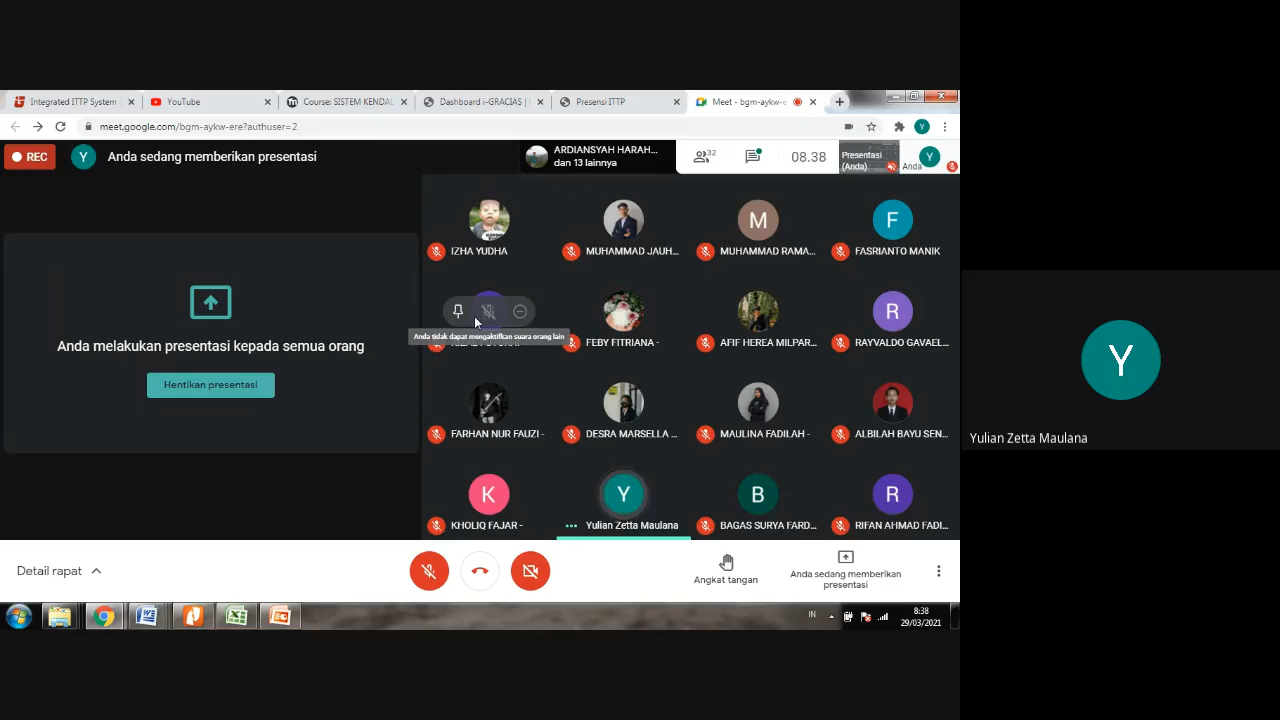 Integrated ITTP System
YouTube
Course: SISTEM KENDAL
Dashboard i-GRACIAS |
Presensi ITTP
Meet - bgm-aykw-e
meet.google.com/bgm-aykw-ere?authuser=2
Y
REC
Y
Anda sedang memberikan presentasi
ARDIANSYAH HARAH...
dan 13 lainnya
32
08.38
Presentasi
(Anda)
Anda
Y
IZHA YUDHA
MUHAMMAD JAUH...
M
MUHAMMAD RAMA...
F
FASRIANTO MANIK
Anda melakukan presentasi kepada semua orang
Hentikan presentasi
Anda tidak dapat mengaktifkan suara orang lain
FEBY FITRIANA -
AFIF HEREA MILPAR...
R
RAYVALDO GAVAEL...
FARHAN NUR FAUZI -
DESRA MARSELLA ...
MAULINA FADILAH -
ALBILAH BAYU SEN...
K
KHOLIQ FAJAR -
Y
Yulian Zetta Maulana
B
BAGAS SURYA FARD...
R
RIFAN AHMAD FADI...
Y
Yulian Zetta Maulana
Detail rapat
Angkat tangan
Anda sedang memberikan
presentasi
IN
8:38
29/03/2021